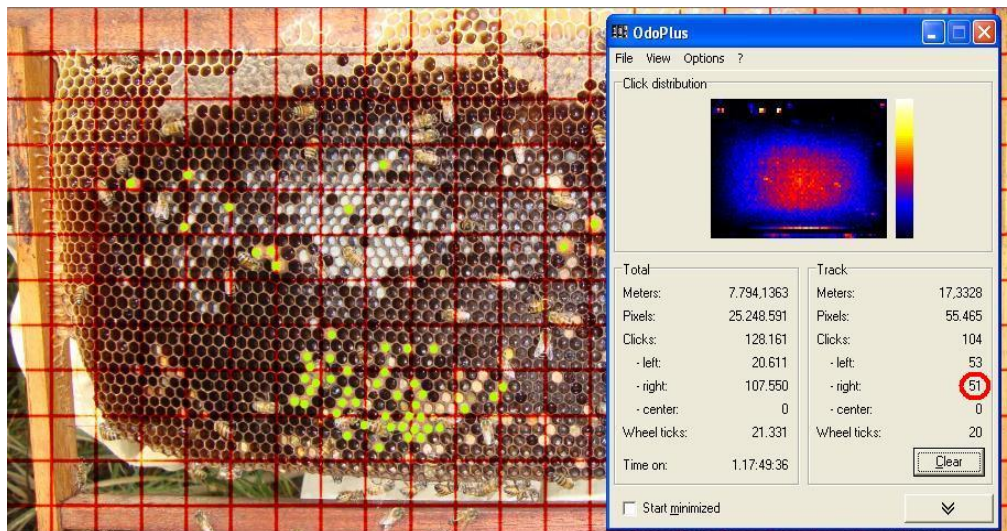 OdoPlus
File View Options ?
Click distribution
Total
Meters: 7.794,1363
Pixels: 25.248.591
Clicks: 128.161
- left: 20.611
- right: 107.550
- center: 0
Wheel ticks: 21.331
Time on: 1.17:49:36
Track
Meters: 17,3328
Pixels: 55.465
Clicks: 104
- left: 53
- right: 51
- center: 0
Wheel ticks: 20
Clear
Start minimized